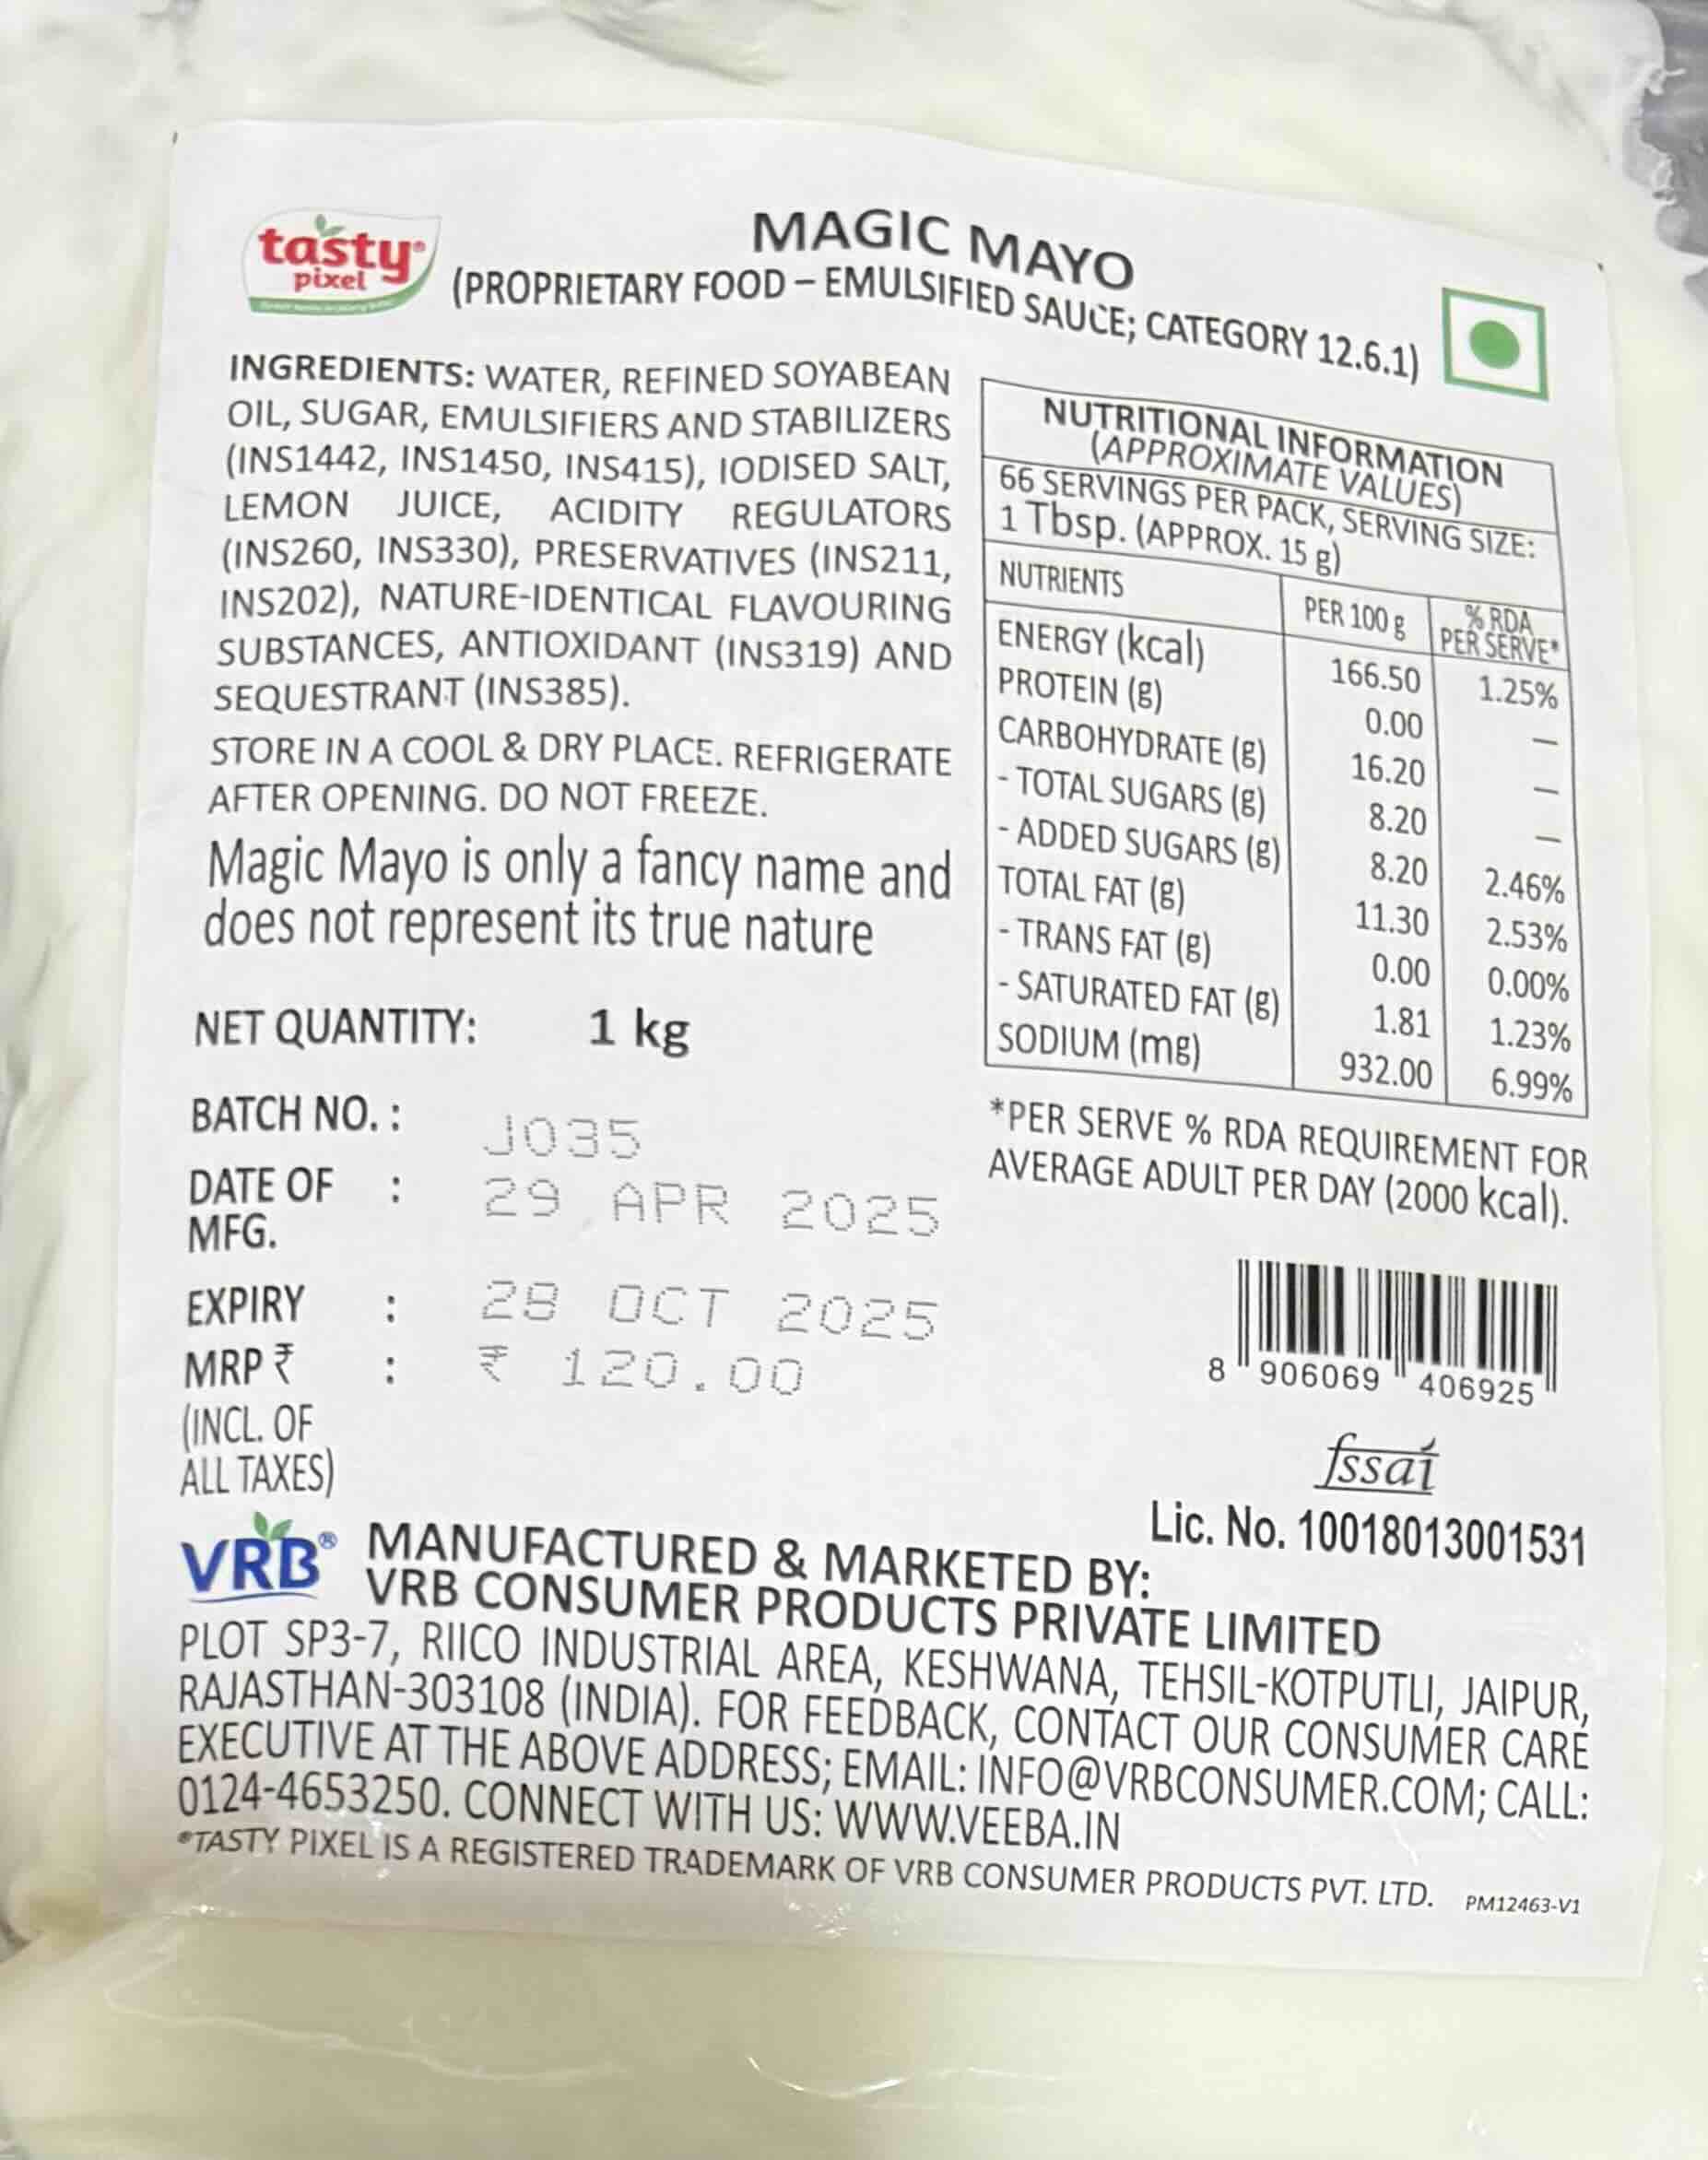 tasty
pixel
MAGIC MAYO
(PROPRIETARY FOOD – EMULSIFIED SAUCE; CATEGORY 12.6.1)
INGREDIENTS: WATER, REFINED SOYABEAN
OIL, SUGAR, EMULSIFIERS AND STABILIZERS
(INS1442, INS1450, INS415), IODISED SALT,
LEMON JUICE, ACIDITY REGULATORS
(INS260, INS330), PRESERVATIVES (INS211,
INS202), NATURE-IDENTICAL FLAVOURING
SUBSTANCES, ANTIOXIDANT (INS319) AND
SEQUESTRANT (INS385).
STORE IN A COOL & DRY PLACE. REFRIGERATE
AFTER OPENING. DO NOT FREEZE.
Magic Mayo is only a fancy name and
does not represent its true nature
NET QUANTITY: 1 kg
BATCH NO. : J035
DATE OF : 29 APR 2025
MFG.
EXPIRY : 28 OCT 2025
MRP ₹ : ₹ 120.00
(INCL. OF
ALL TAXES)
NUTRITIONAL INFORMATION
(APPROXIMATE VALUES)
66 SERVINGS PER PACK, SERVING SIZE:
1 Tbsp. (APPROX. 15 g)
NUTRIENTS PER 100 g % RDA
PER SERVE*
ENERGY (kcal) 166.50 1.25%
PROTEIN (g) 0.00 —
CARBOHYDRATE (g) 16.20 —
- TOTAL SUGARS (g) 8.20 —
- ADDED SUGARS (g) 8.20 2.46%
TOTAL FAT (g) 11.30 2.53%
- TRANS FAT (g) 0.00 0.00%
- SATURATED FAT (g) 1.81 1.23%
SODIUM (mg) 932.00 6.99%
*PER SERVE % RDA REQUIREMENT FOR
AVERAGE ADULT PER DAY (2000 kcal).
8 906069 406925
fssai
Lic. No. 10018013001531
VRB® MANUFACTURED & MARKETED BY:
VRB CONSUMER PRODUCTS PRIVATE LIMITED
PLOT SP3-7, RIICO INDUSTRIAL AREA, KESHWANA, TEHSIL-KOTPUTLI, JAIPUR,
RAJASTHAN-303108 (INDIA). FOR FEEDBACK, CONTACT OUR CONSUMER CARE
EXECUTIVE AT THE ABOVE ADDRESS; EMAIL: INFO@VRBCONSUMER.COM; CALL:
0124-4653250. CONNECT WITH US: WWW.VEEBA.IN
®TASTY PIXEL IS A REGISTERED TRADEMARK OF VRB CONSUMER PRODUCTS PVT. LTD. PM12463-V1